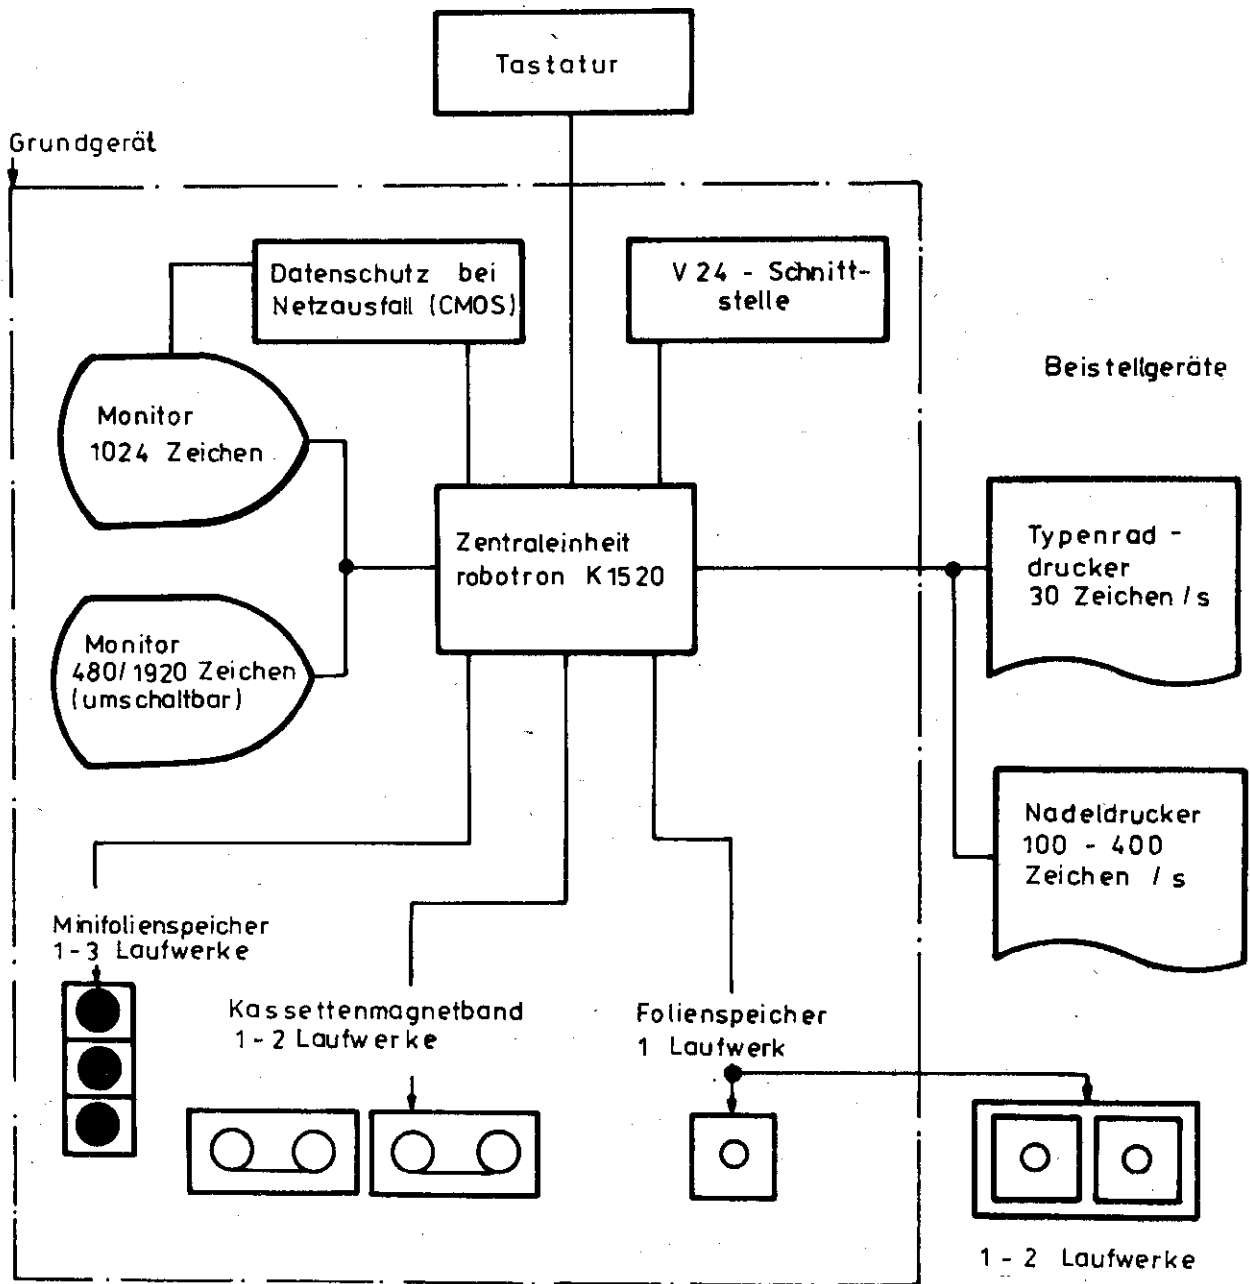 Tastatur
Grundgerät
Datenschutz bei
Netzausfall (CMOS)
V 24 - Schnitt-
stelle
Beistellgeräte
Monitor
1024 Zeichen
Zentraleinheit
robotron K 1520
Typenrad -
drucker
30 Zeichen / s
Monitor
480/1920 Zeichen
(umschaltbar)
Nadeldrucker
100 - 400
Zeichen / s
Minifolienspeicher
1-3 Laufwerke
Kassettenmagnetband
1-2 Laufwerke
Folienspeicher
1 Laufwerk
1 - 2 Laufwerke